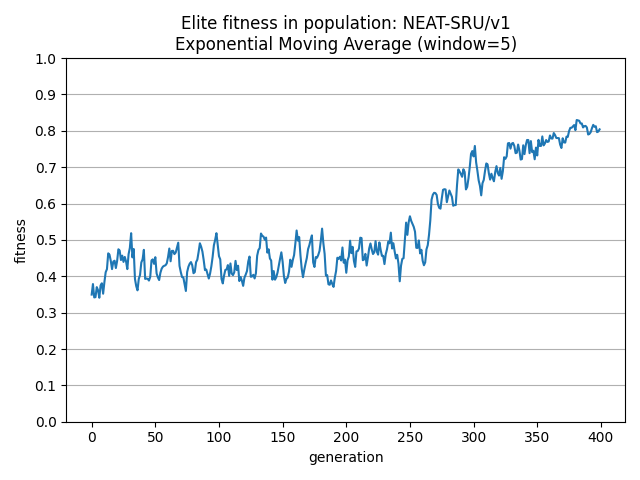 Elite fitness in population: NEAT-SRU/v1
Exponential Moving Average (window=5)
1.0
0.9
0.8
0.7
0.6
0.5
0.4
0.3
0.2
0.1
0.0
fitness
0 50 100 150 200 250 300 350 400
generation